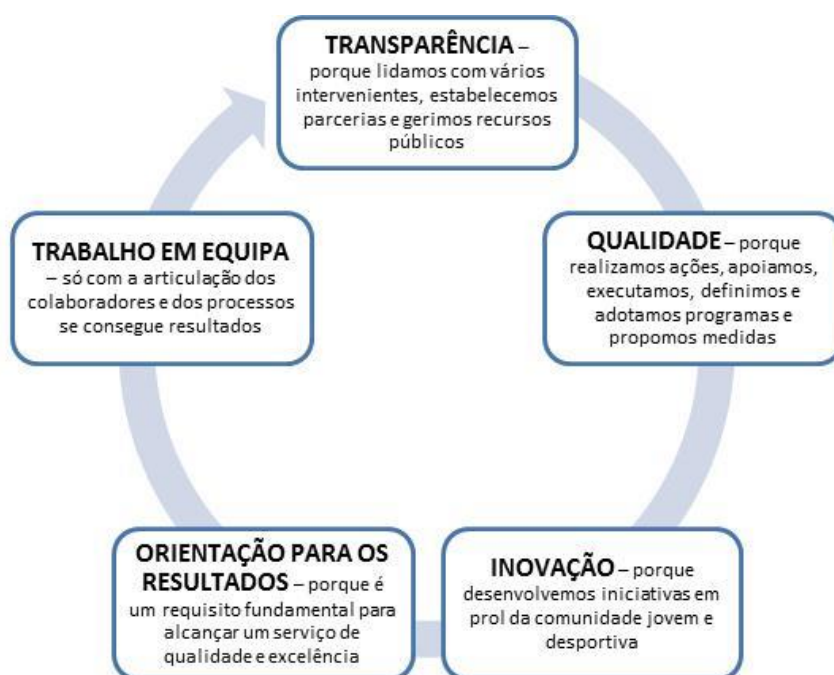 TRANSPARÊNCIA –
porque lidamos com vários
intervenientes, estabelecemos
parcerias e gerimos recursos
públicos
QUALIDADE – porque
realizamos ações, apoiamos,
executamos, definimos e
adotamos programas e
propomos medidas
INOVAÇÃO – porque
desenvolvemos iniciativas em
prol da comunidade jovem e
desportiva
ORIENTAÇÃO PARA OS
RESULTADOS – porque é
um requisito fundamental para
alcançar um serviço de
qualidade e excelência
TRABALHO EM EQUIPA
– só com a articulação dos
colaboradores e dos processos
se consegue resultados